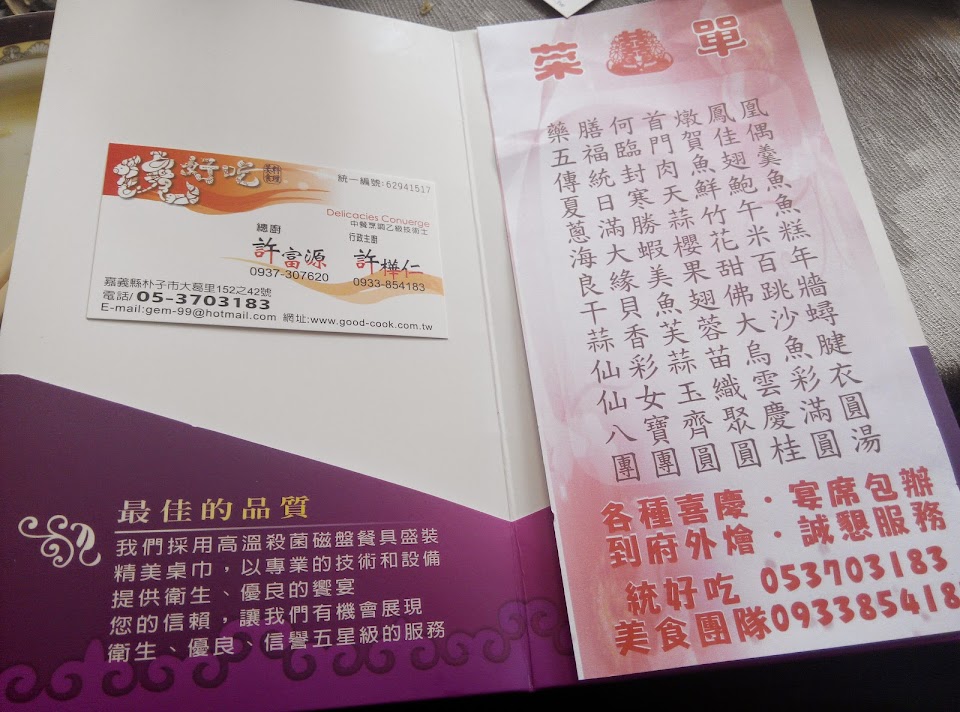 饞好吃
統一編號:62941517
Delicacies Conuerge
中餐烹調乙級技術士
總廚
行政主廚
許富源
許樺仁
0937-307620
0933-854183
嘉義縣朴子市大葛里152之42號
電話/05-3703183
E-mail:gem-99@hotmail.com 網址:www.good-cook.com.tw
最佳的品質
我們採用高溫殺菌磁盤餐具盛裝
精美桌巾，以專業的技術和設備
提供衛生、優良的饗宴
您的信賴，讓我們有機會展現
衛生、優良、信譽五星級的服務
菜單
藥膳何首燉鳳凰
五福臨門賀佳偶
傳統封肉魚翅羹
夏日寒天鮮鮑魚
蔥滿勝蒜竹午魚
海大蝦櫻花米糕
良緣美果甜百年
干貝魚翅佛跳牆
蒜香芙蓉大沙蟳
仙彩蒜苗烏魚腱
仙女玉織雲彩衣
八寶齊聚慶滿圓
團團圓圓桂圓湯
各種喜慶·宴席包辦
到府外燴·誠懇服務
統好吃 053703183
美食團隊093385418